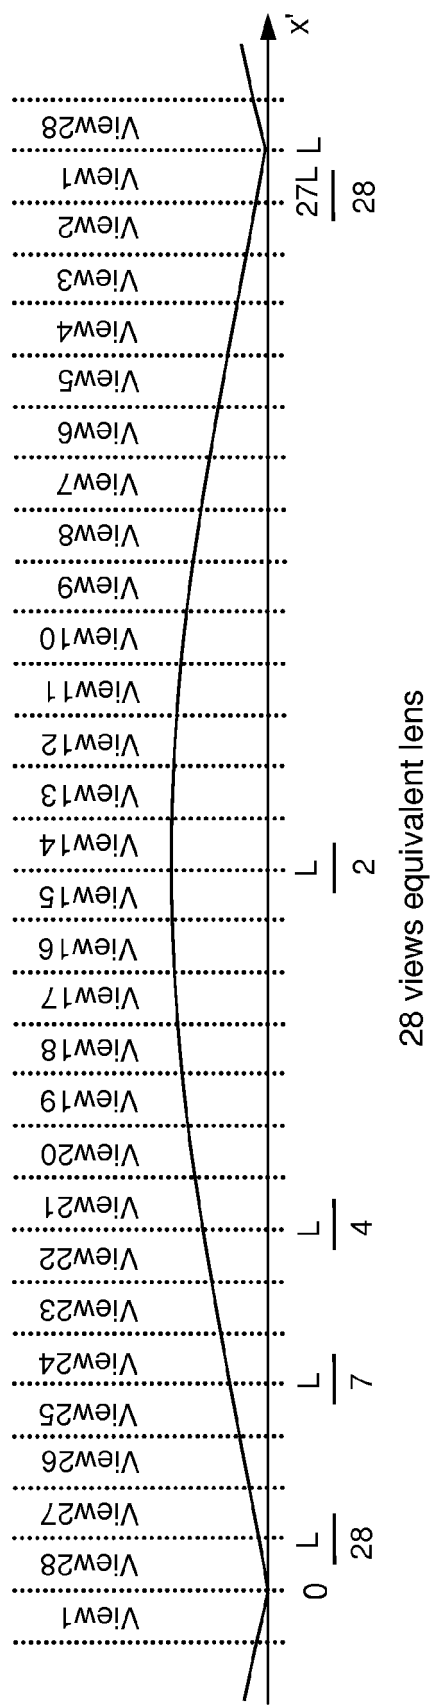 View1
View28
View27
View26
View25
View24
View23
View22
View21
View20
View19
View18
View17
View16
View15
View14
View13
View12
View11
View10
View9
View8
View7
View6
View5
View4
View3
View2
View1
View28
0
L
28
L
7
L
4
L
2
27L
28
L
x'
28 views equivalent lens